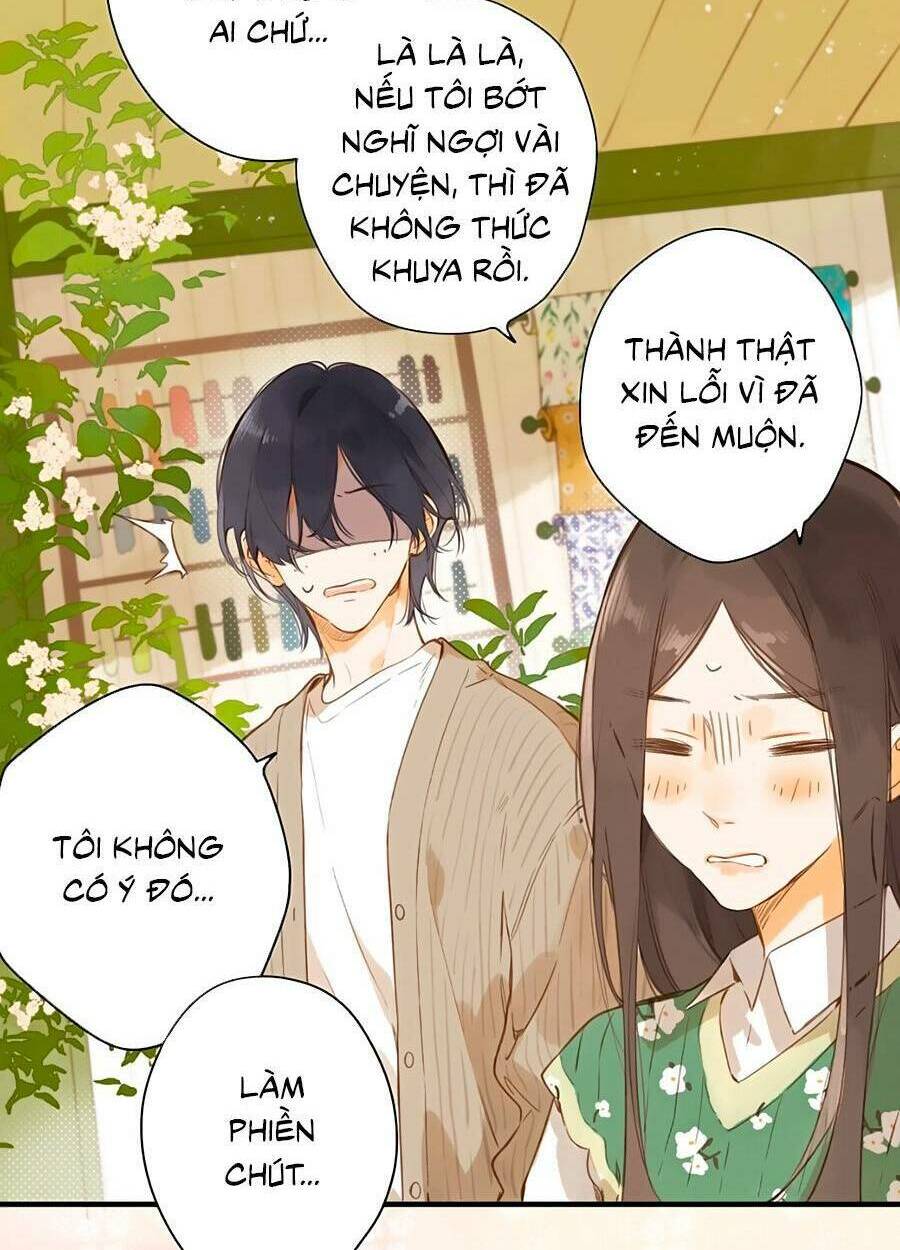 AI CHỨ...
LÀ LÀ LÀ,
NẾU TÔI BỚT
NGHĨ NGỢI VÀI
CHUYỆN, THÌ ĐÃ
KHÔNG THỨC
KHUYA RỒI.
THÀNH THẬT
XIN LỖI VÌ ĐÃ
ĐẾN MUỘN.
TÔI KHÔNG
CÓ Ý ĐÓ...
LÀM
PHIỀN
CHÚT...